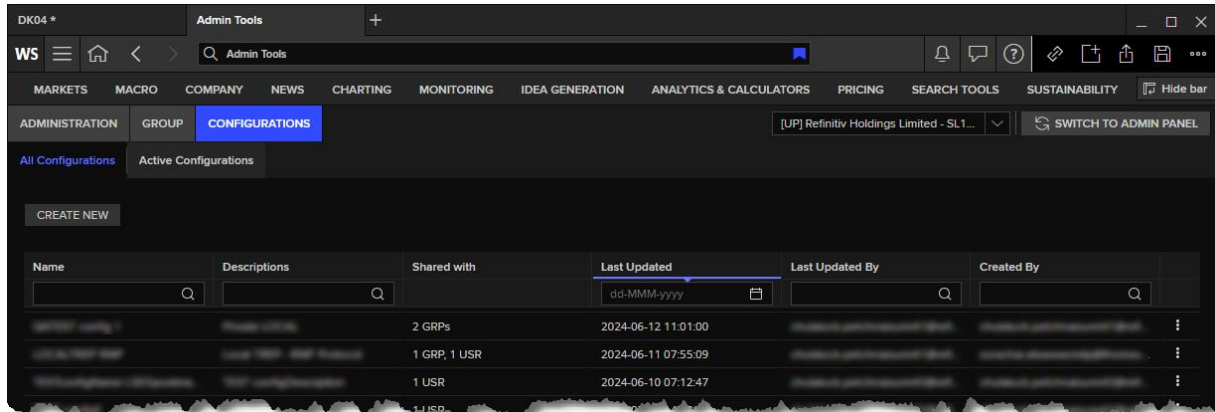 DK04 * Admin Tools +
WS Admin Tools
MARKETS MACRO COMPANY NEWS CHARTING MONITORING IDEA GENERATION ANALYTICS & CALCULATORS PRICING SEARCH TOOLS SUSTAINABILITY Hide bar
ADMINISTRATION GROUP CONFIGURATIONS [UP] Refinitiv Holdings Limited - SL1... SWITCH TO ADMIN PANEL
All Configurations Active Configurations
CREATE NEW
Name Descriptions Shared with Last Updated Last Updated By Created By
dd-MMM-yyyy
2 GRPs 2024-06-12 11:01:00
1 GRP, 1 USR 2024-06-11 07:55:09
1 USR 2024-06-10 07:12:47